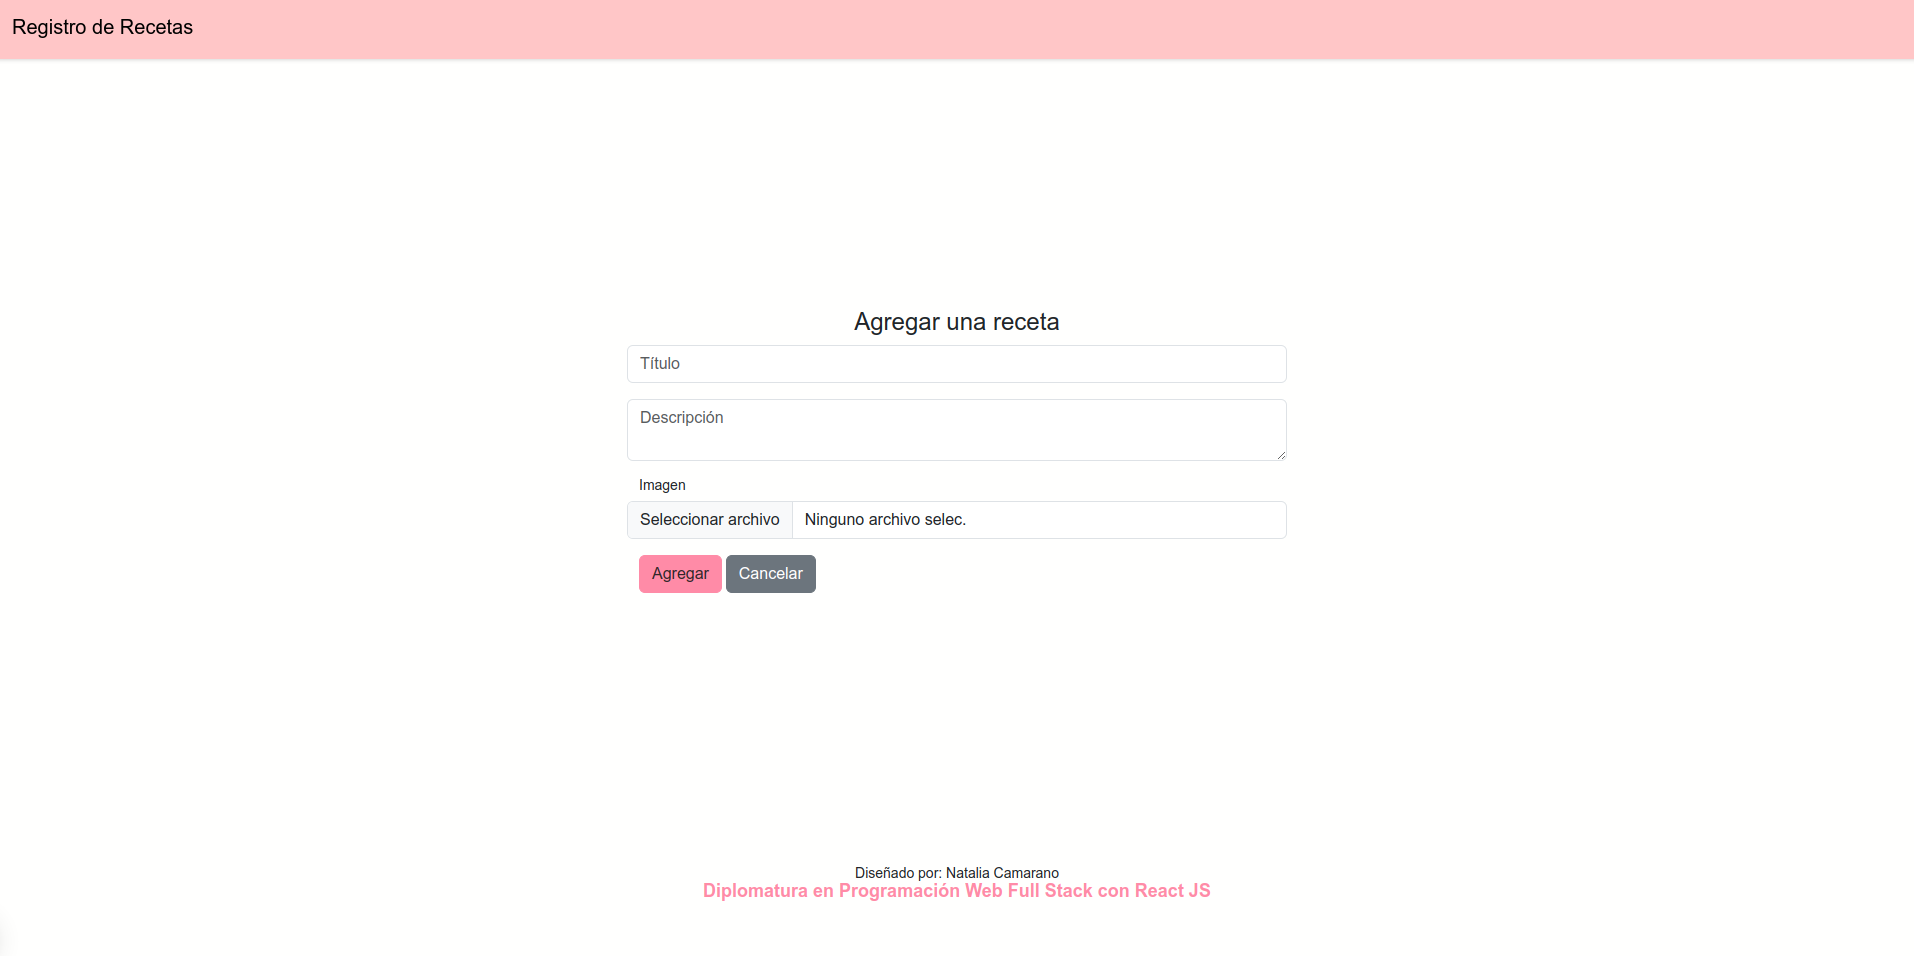 Registro de Recetas
Agregar una receta
Título
Descripción
Imagen
Seleccionar archivo Ninguno archivo selec.
Agregar Cancelar
Diseñado por: Natalia Camarano
Diplomatura en Programación Web Full Stack con React JS